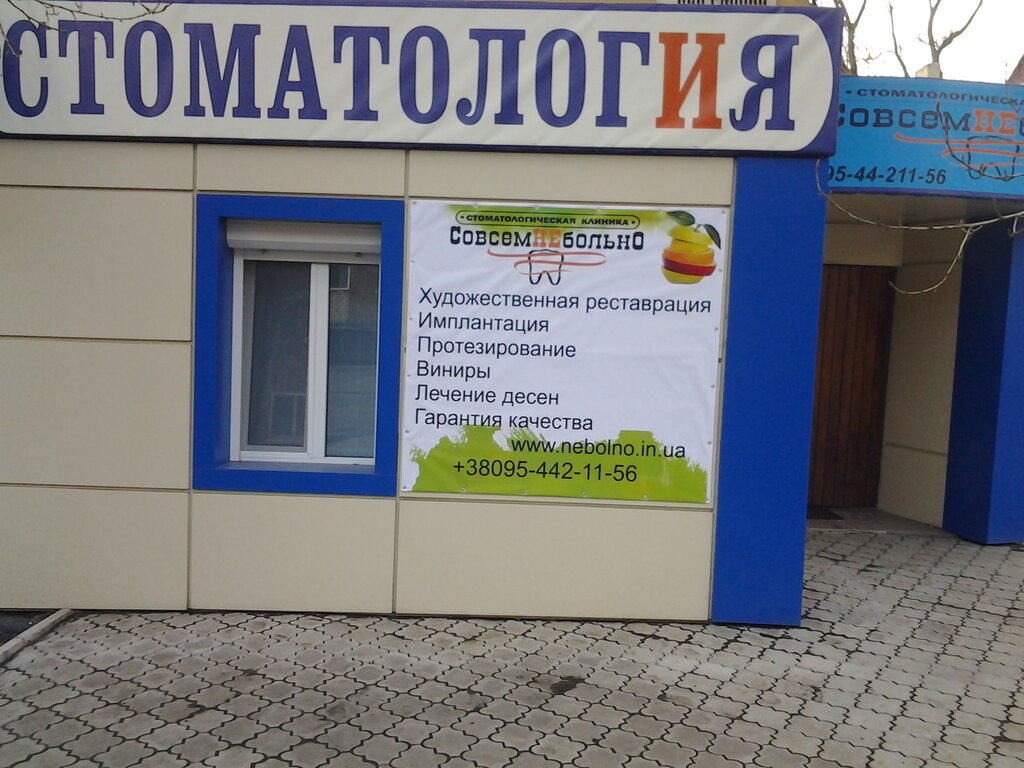 СТОМАТОЛОГИЯ
• СТОМАТОЛОГИЧЕСКАЯ КЛИНИКА •
СОВСЕМНЕБОЛЬНО
Художественная реставрация
Имплантация
Протезирование
Виниры
Лечение десен
Гарантия качества
www.nebolno.in.ua
+38095-442-11-56
• СТОМАТОЛОГИЧЕСКА
СОВСЕМНЕ
95-44-211-56